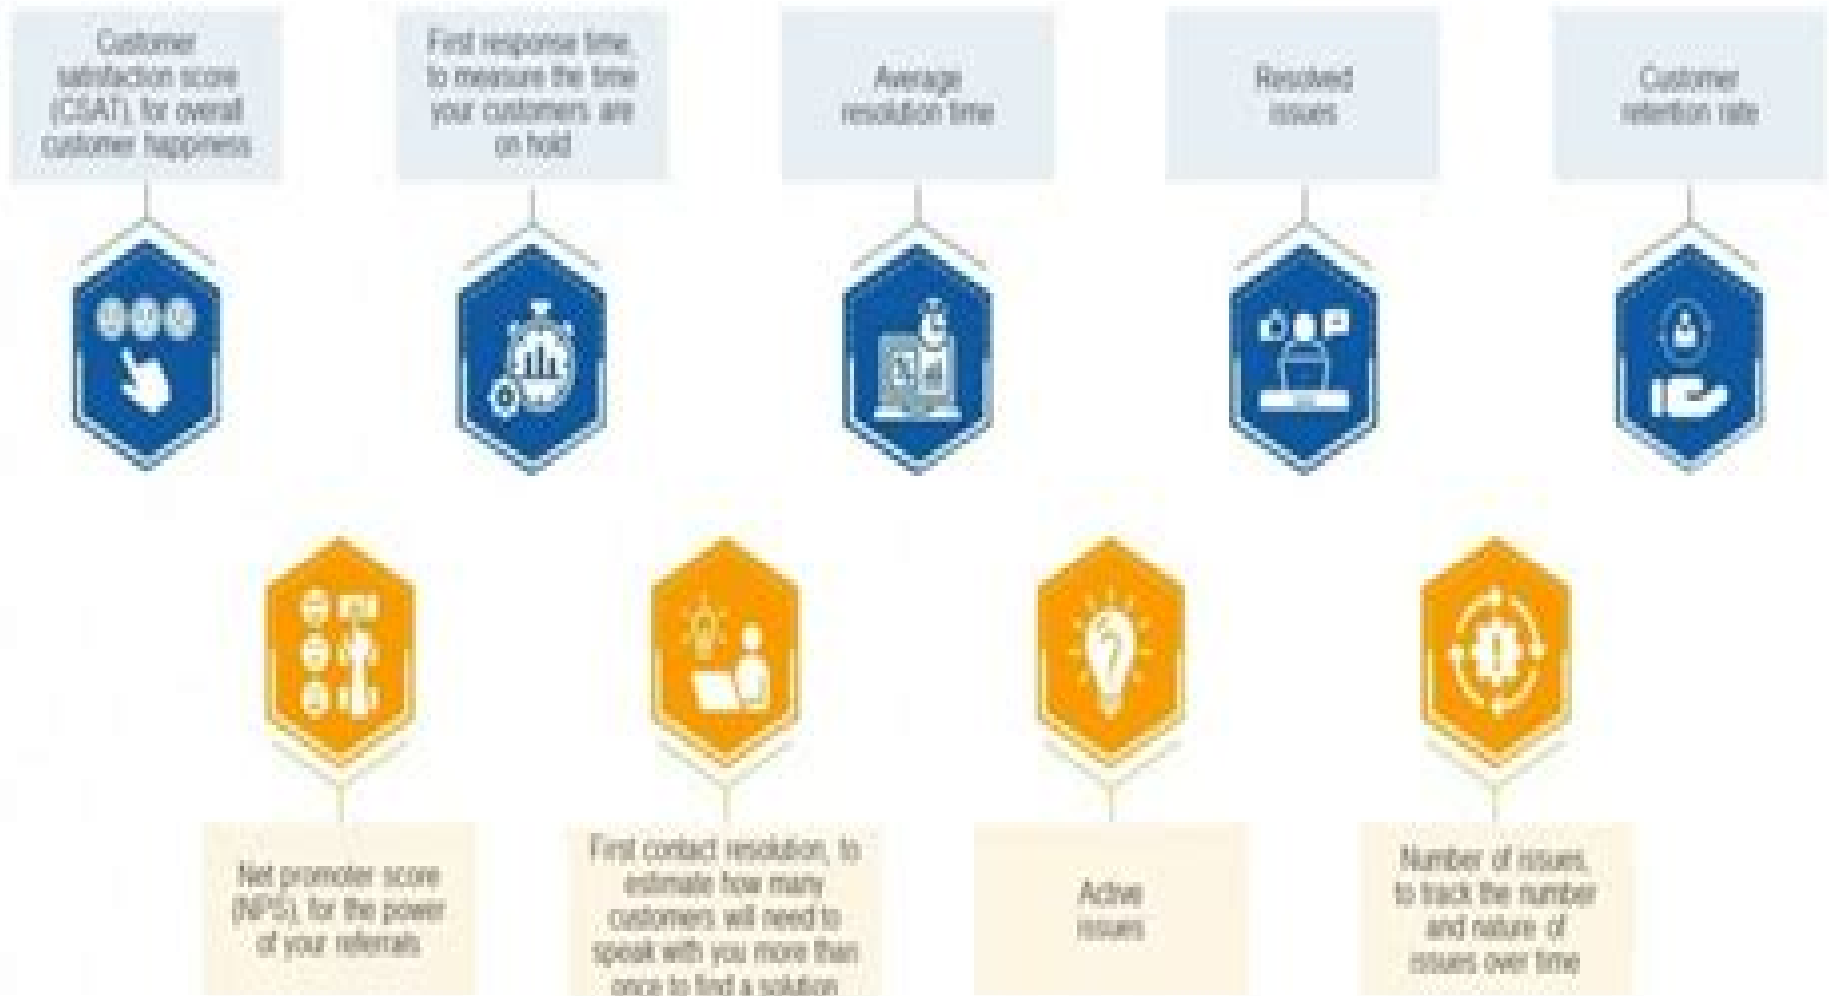 Customer
satisfaction score
(CSAT), for overall
customer happiness
First response time,
to measure the time
your customers are
on hold
Average
resolution time
Resolved
issues
Customer
retention rate
Net promoter score
(NPS), for the power
of your referrals
First contact resolution, to
estimate how many
customers will need to
speak with you more than
once to find a solution
Active
issues
Number of issues,
to track the number
and nature of
issues over time